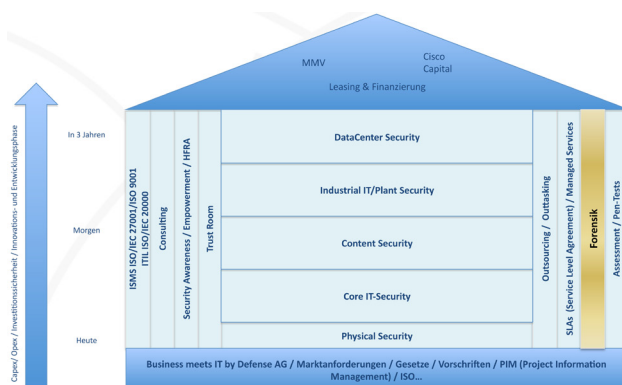 MMV
Cisco
Capital
Leasing & Finanzierung
Capex/ Opex / Investitionssicherheit / Innovations- und Entwicklungsphase
In 3 Jahren
Morgen
Heute
ISMS ISO/IEC 27001/ISO 9001
ITIL ISO/IEC 20000
Consulting
Security Awareness / Empowerment / HFRA
Trust Room
DataCenter Security
Industrial IT/Plant Security
Content Security
Core IT-Security
Physical Security
Outsourcing / Outtasking
SLAs (Service Level Agreement) / Managed Services
Forensik
Assessment / Pen-Tests
Business meets IT by Defense AG / Marktanforderungen / Gesetze / Vorschriften / PIM (Project Information
Management) / ISO...